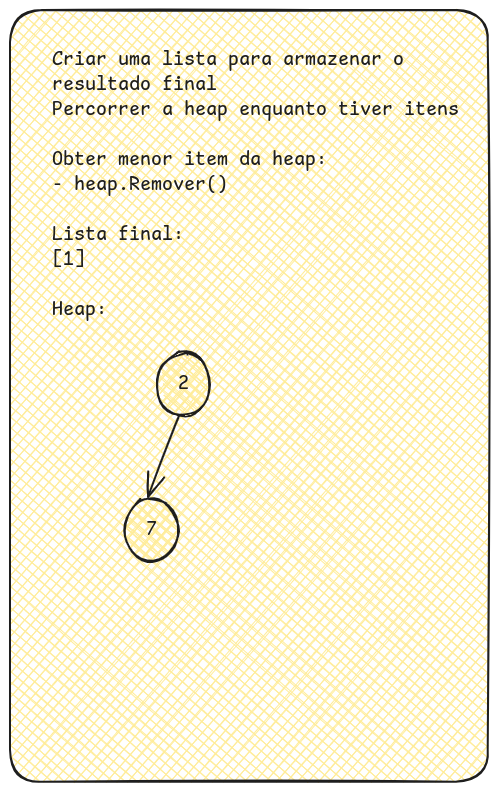 Criar uma lista para armazenar o
resultado final
Percorrer a heap enquanto tiver itens
Obter menor item da heap:
- heap.Remover()
Lista final:
[1]
Heap:
2
7